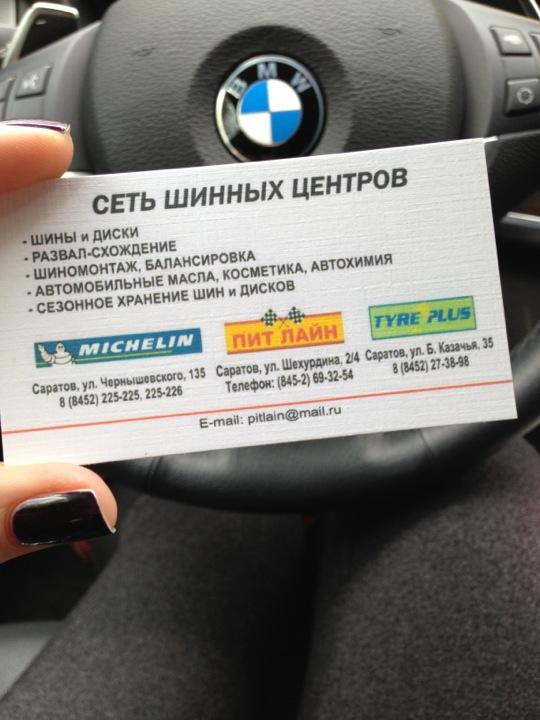 BMW
СЕТЬ ШИННЫХ ЦЕНТРОВ
- ШИНЫ и ДИСКИ
- РАЗВАЛ-СХОЖДЕНИЕ
- ШИНОМОНТАЖ, БАЛАНСИРОВКА
- АВТОМОБИЛЬНЫЕ МАСЛА, КОСМЕТИКА, АВТОХИМИЯ
- СЕЗОННОЕ ХРАНЕНИЕ ШИН и ДИСКОВ
MICHELIN
Саратов, ул. Чернышевского, 135
8 (8452) 225-225, 225-226
ПИТ ЛАЙН
Саратов, ул. Шехурдина, 2/4
Телефон: (845-2) 69-32-54
TYRE PLUS
Саратов, ул. Б. Казачья, 35
8 (8452) 27-38-98
E-mail: pitlain@mail.ru